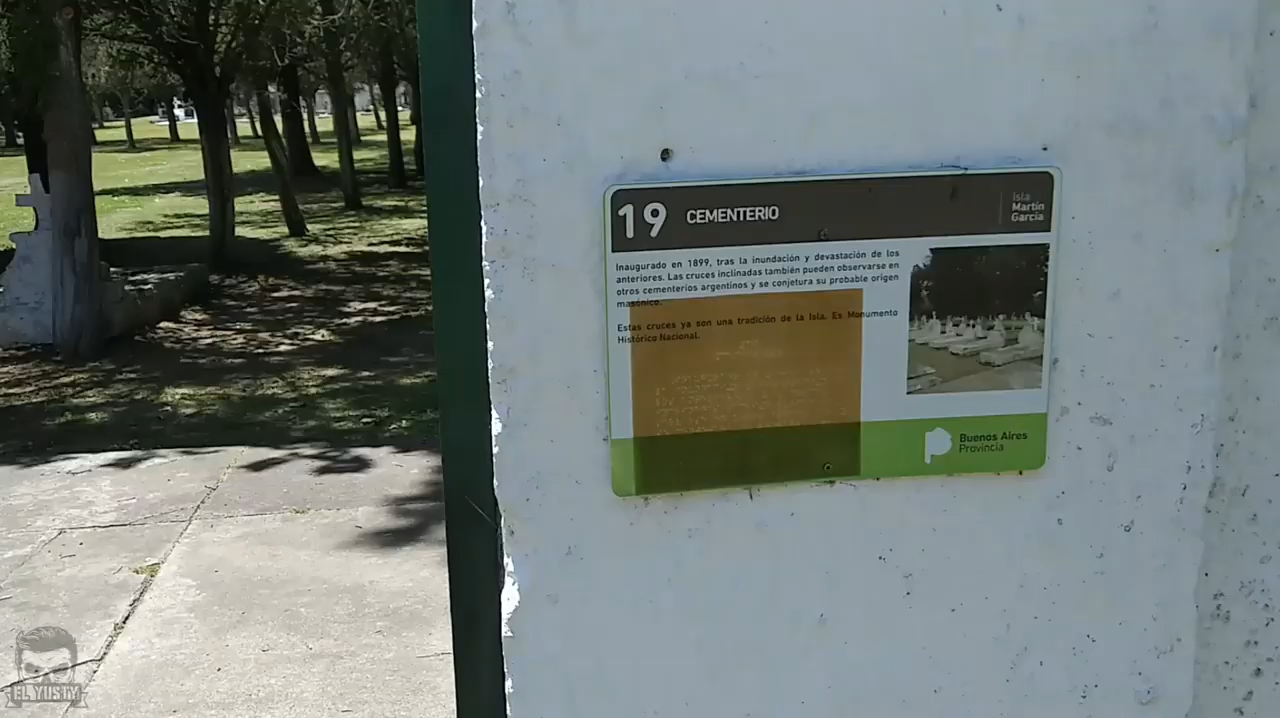 19 CEMENTERIO
Isla
Martín
García
Inaugurado en 1899, tras la inundación y devastación de los
anteriores. Las cruces inclinadas también pueden observarse en
otros cementerios argentinos y se conjetura su probable origen
masónico.
Estas cruces ya son una tradición de la Isla. Es Monumento
Histórico Nacional.
Buenos Aires
Provincia
EL YUSTY